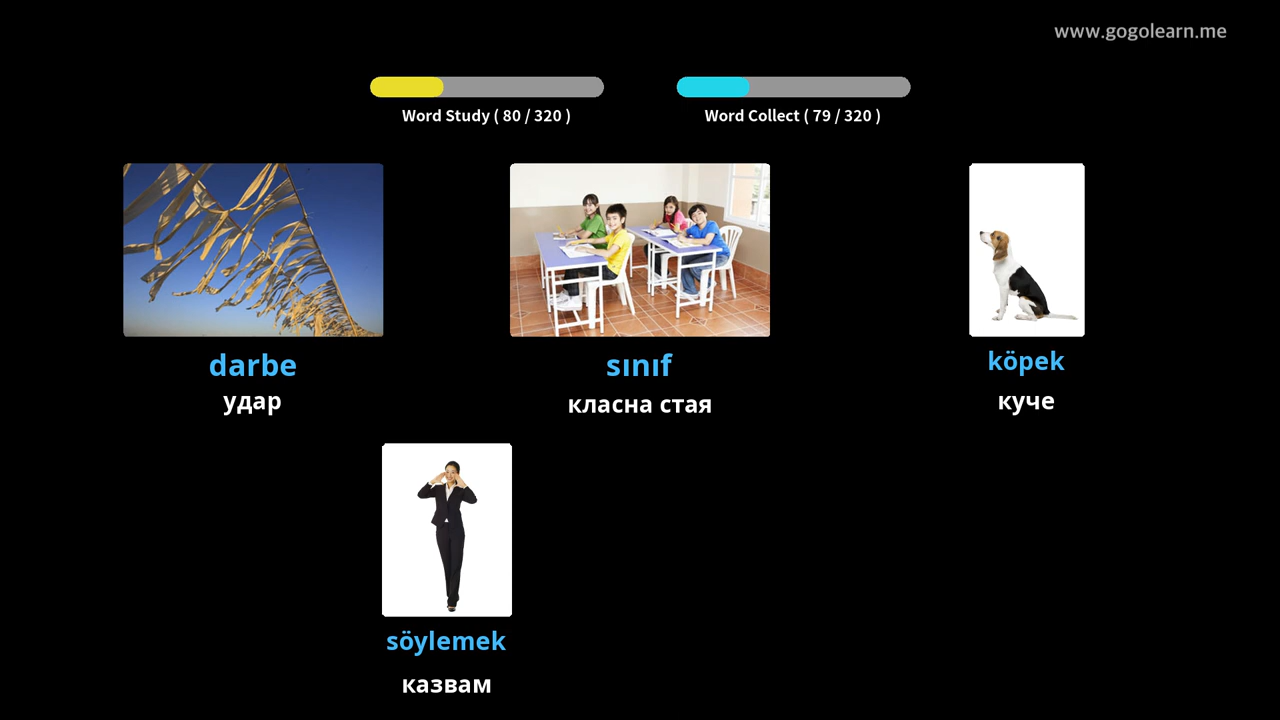 www.gogolearn.me
Word Study ( 80 / 320 )
Word Collect ( 79 / 320 )
darbe
удар
sınıf
класна стая
köpek
куче
söylemek
казвам